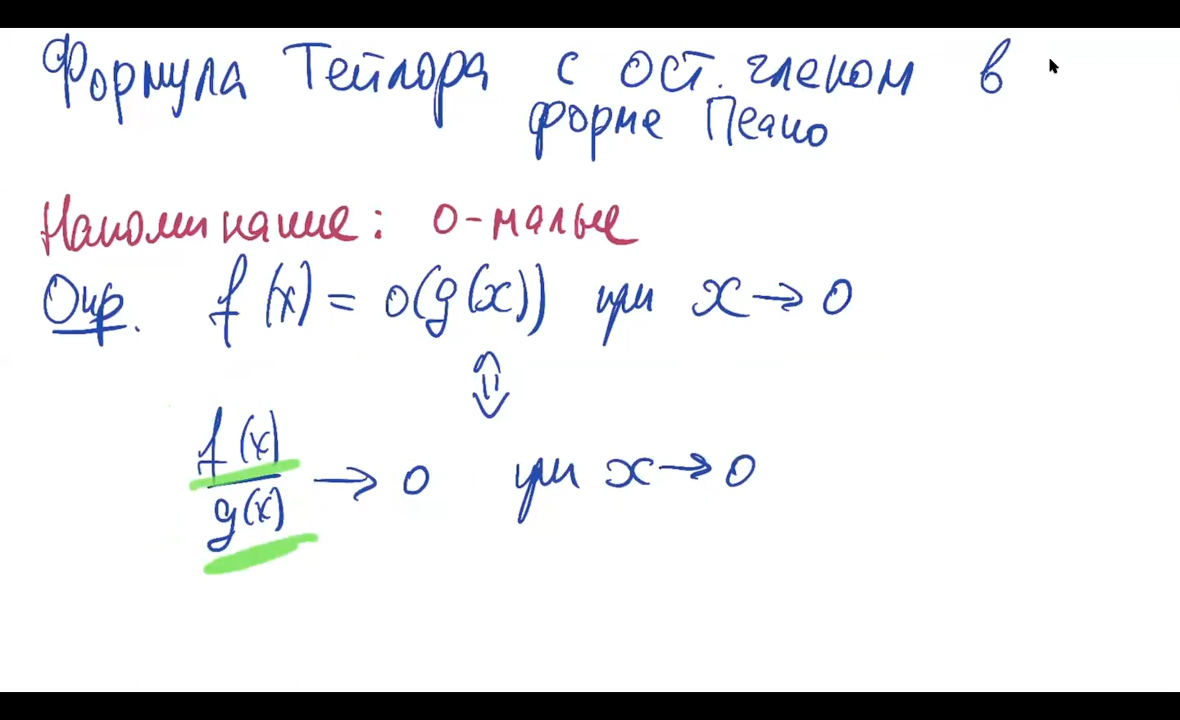 Формула Тейлора с ост. членом в
форме Пеано
Напоминание: о-малые
Опр. f(x) = o(g(x)) при x → 0
⇕
f(x)
g(x) → 0 при x → 0